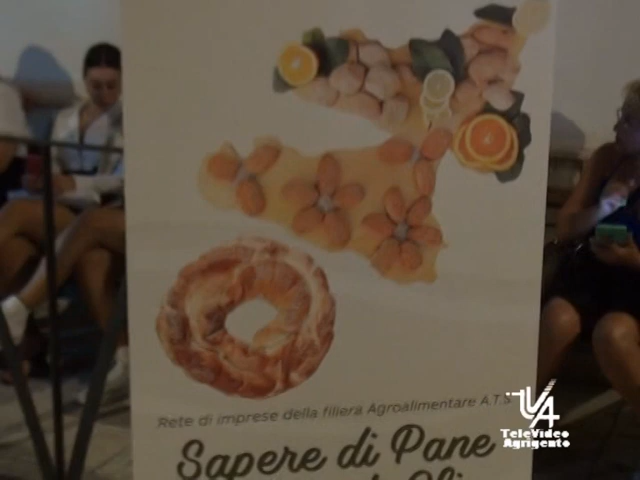 Rete di imprese della filiera Agroalimentare A.T.S
Sapere di Pane
TeleVideo
Agrigento